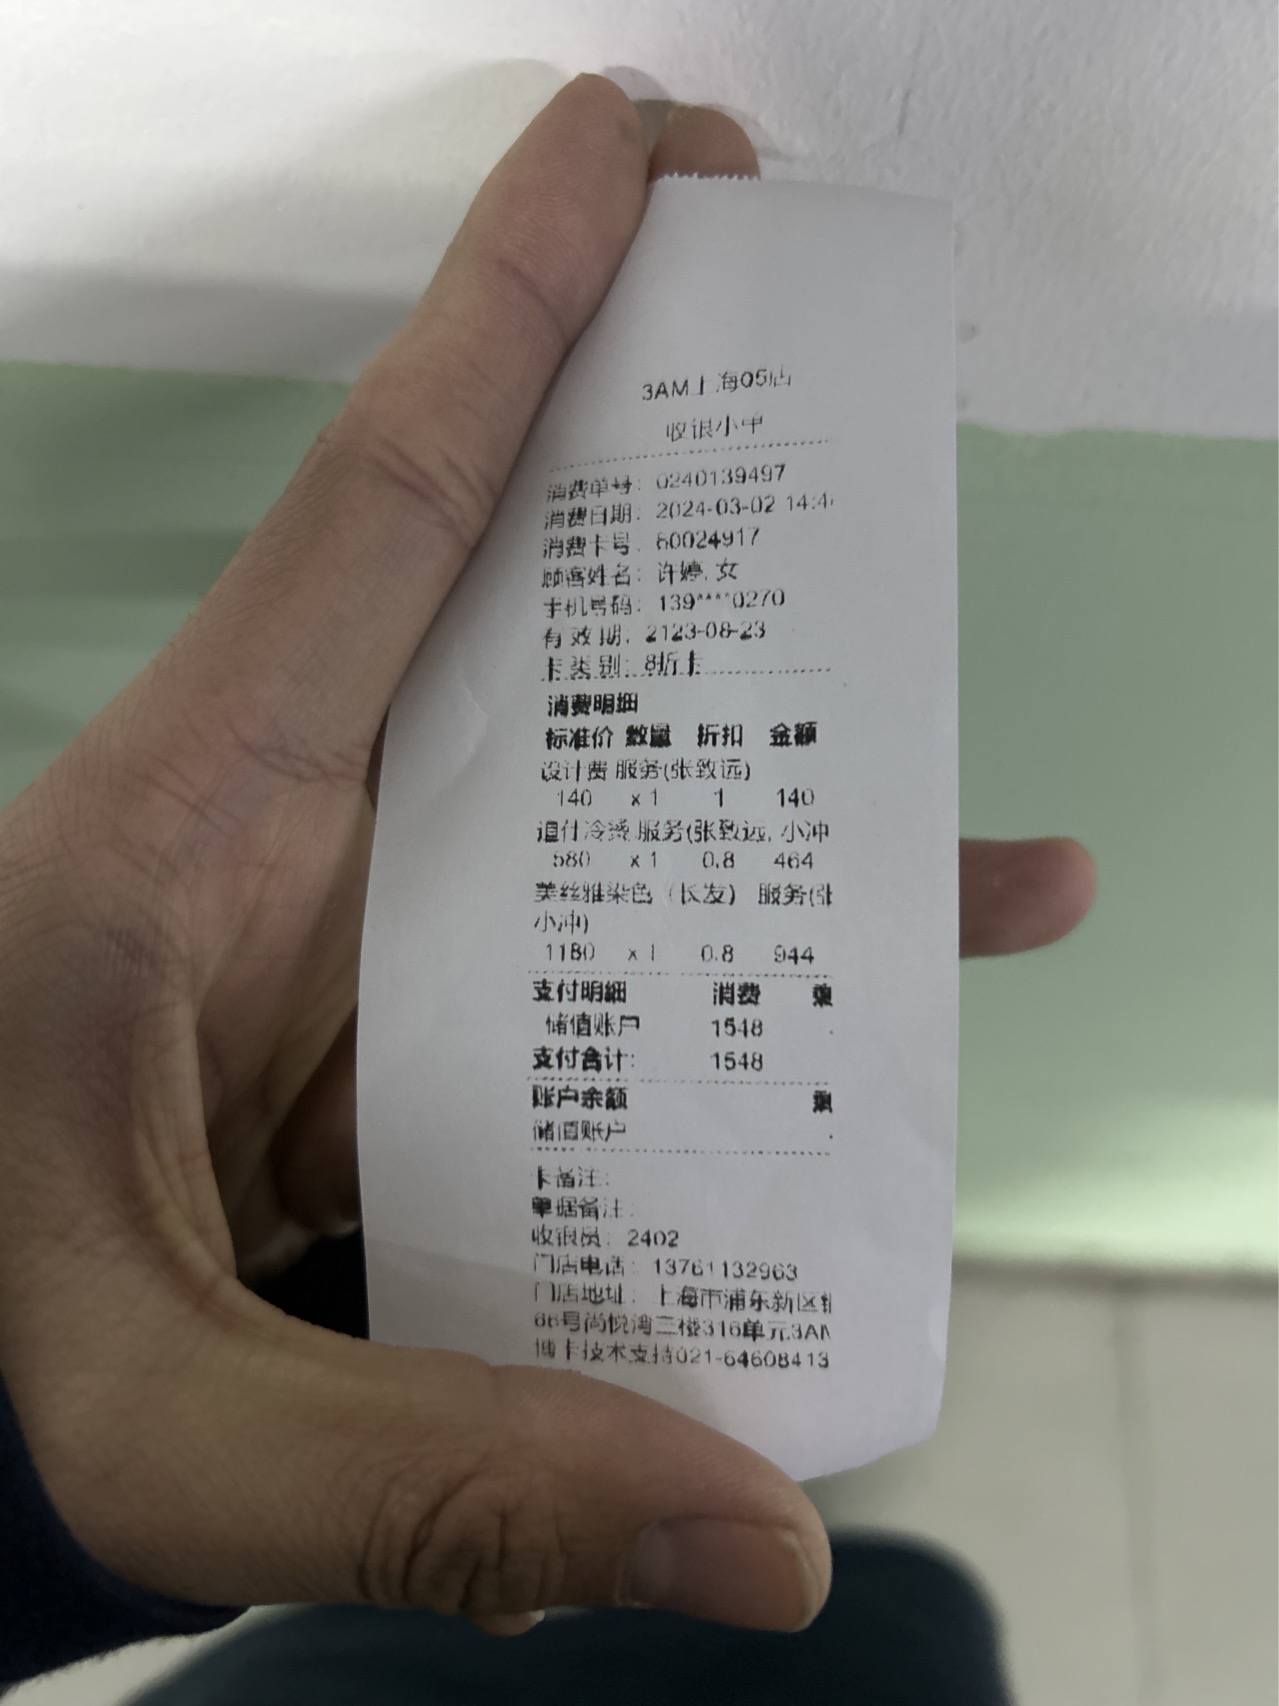 3AM上海05店
收银小单
消费单号：0240139497
消费日期：2024-03-02 14:4
消费卡号：60024917
顾客姓名：许婷, 女
手机号码：139****0270
有 效 期：2123-08-23
卡 类 别：8折卡
消费明细
标准价 数量 折扣 金额
设计费 服务(张致远)
140 x 1 1 140
冷烫 服务(张致远, 小冲
580 x 1 0.8 464
美丝雅染色（长发） 服务(张
小冲)
1180 x 1 0.8 944
支付明细 消费
储值账户 1548
支付合计： 1548
账户余额
储值账户
卡备注：
单据备注：
收银员：2402
门店电话：13761132963
门店地址：上海市浦东新区
66号尚悦湾三楼316单元3AM
博卡技术支持021-64608413